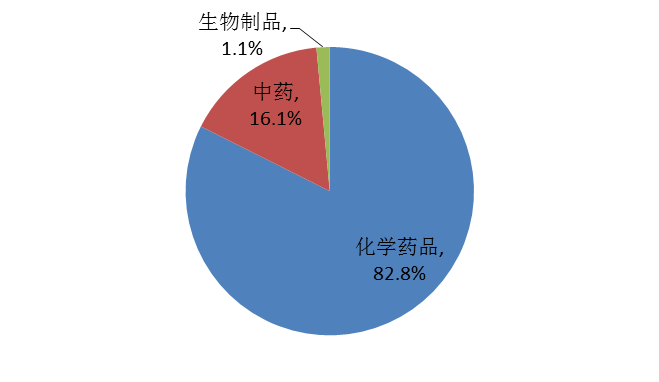 生物制品,
1.1%
中药,
16.1%
化学药品,
82.8%